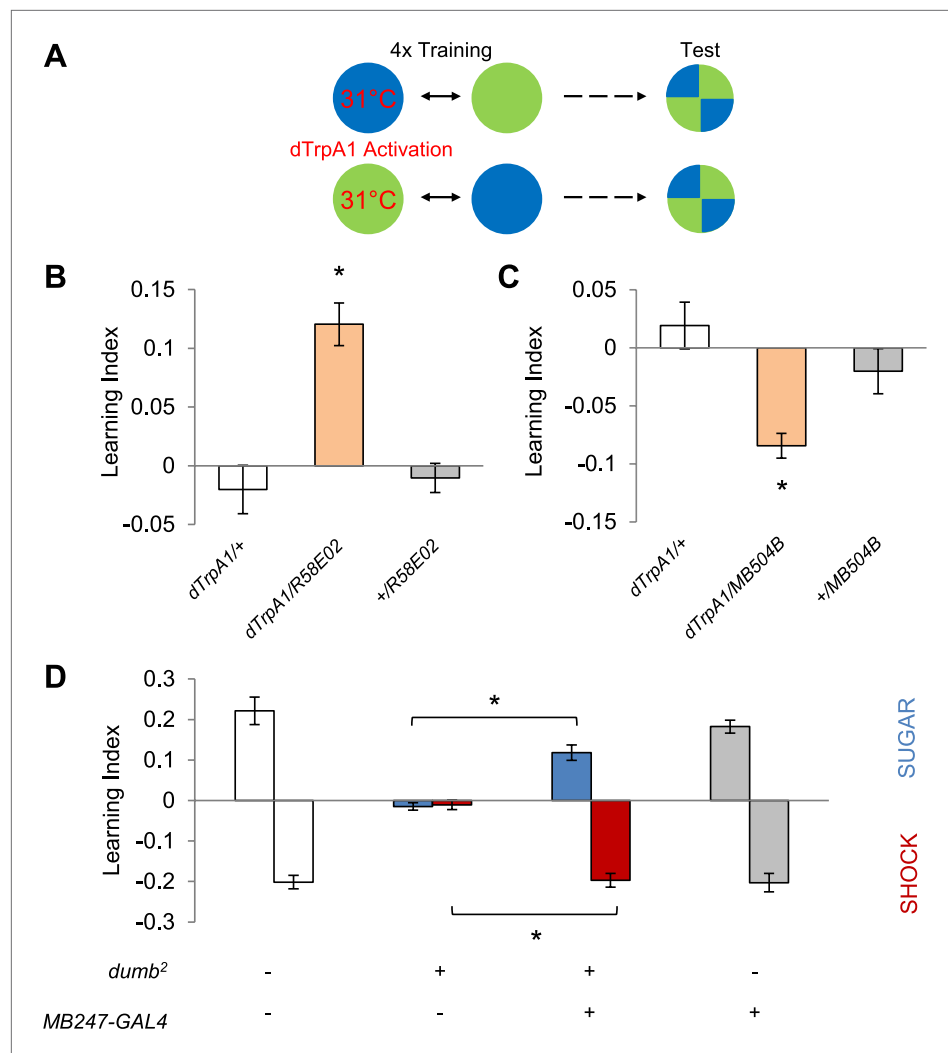 A
4x Training
Test
31°C
dTrpA1 Activation
31°C
B
*
0.15
0.1
0.05
0
-0.05
Learning Index
dTrpA1/+
dTrpA1/R58E02
+/R58E02
C
0.05
0
-0.05
-0.1
-0.15
Learning Index
*
dTrpA1/+
dTrpA1/MB504B
+/MB504B
D
0.3
0.2
0.1
0
-0.1
-0.2
-0.3
Learning Index
*
*
SUGAR
SHOCK
dumb² - + + -
MB247-GAL4 - - + +